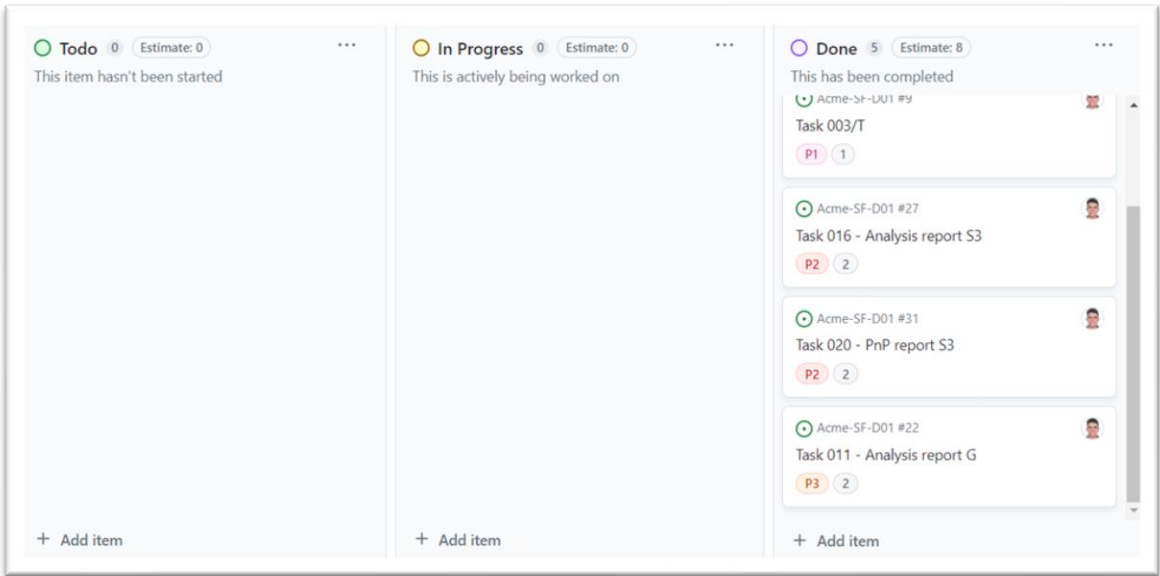 Todo 0 Estimate: 0 ...
This item hasn't been started
+ Add item
In Progress 0 Estimate: 0 ...
This is actively being worked on
+ Add item
Done 5 Estimate: 8 ...
This has been completed
Acme-SF-D01 #9
Task 003/T
P1 1
Acme-SF-D01 #27
Task 016 - Analysis report S3
P2 2
Acme-SF-D01 #31
Task 020 - PnP report S3
P2 2
Acme-SF-D01 #22
Task 011 - Analysis report G
P3 2
+ Add item